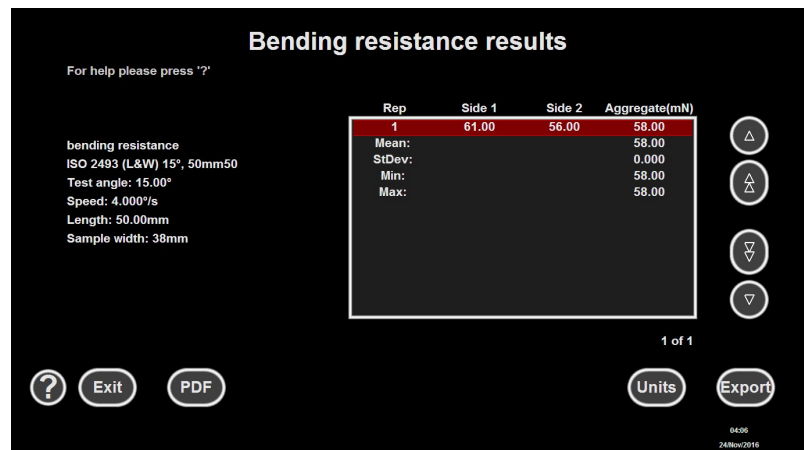 Bending resistance results
For help please press '?'
bending resistance
ISO 2493 (L&W) 15°, 50mm50
Test angle: 15.00°
Speed: 4.000°/s
Length: 50.00mm
Sample width: 38mm
Rep Side 1 Side 2 Aggregate(mN)
1 61.00 56.00 58.00
Mean: 58.00
StDev: 0.000
Min: 58.00
Max: 58.00
1 of 1
? Exit PDF Units Export
04:06
24/Nov/2016